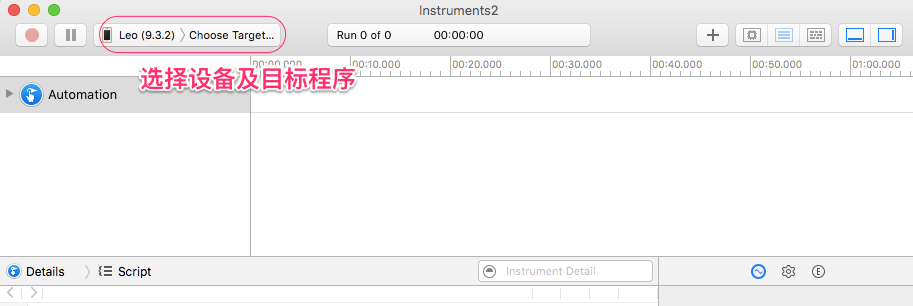 Instruments2
Leo (9.3.2) 〉Choose Target...
Run 0 of 0 00:00:00
00:00.000 00:10.000 00:20.000 00:30.000 00:40.000 00:50.000 01:00.000
选择设备及目标程序
Automation
Details 〉 Script
Instrument Detail
E